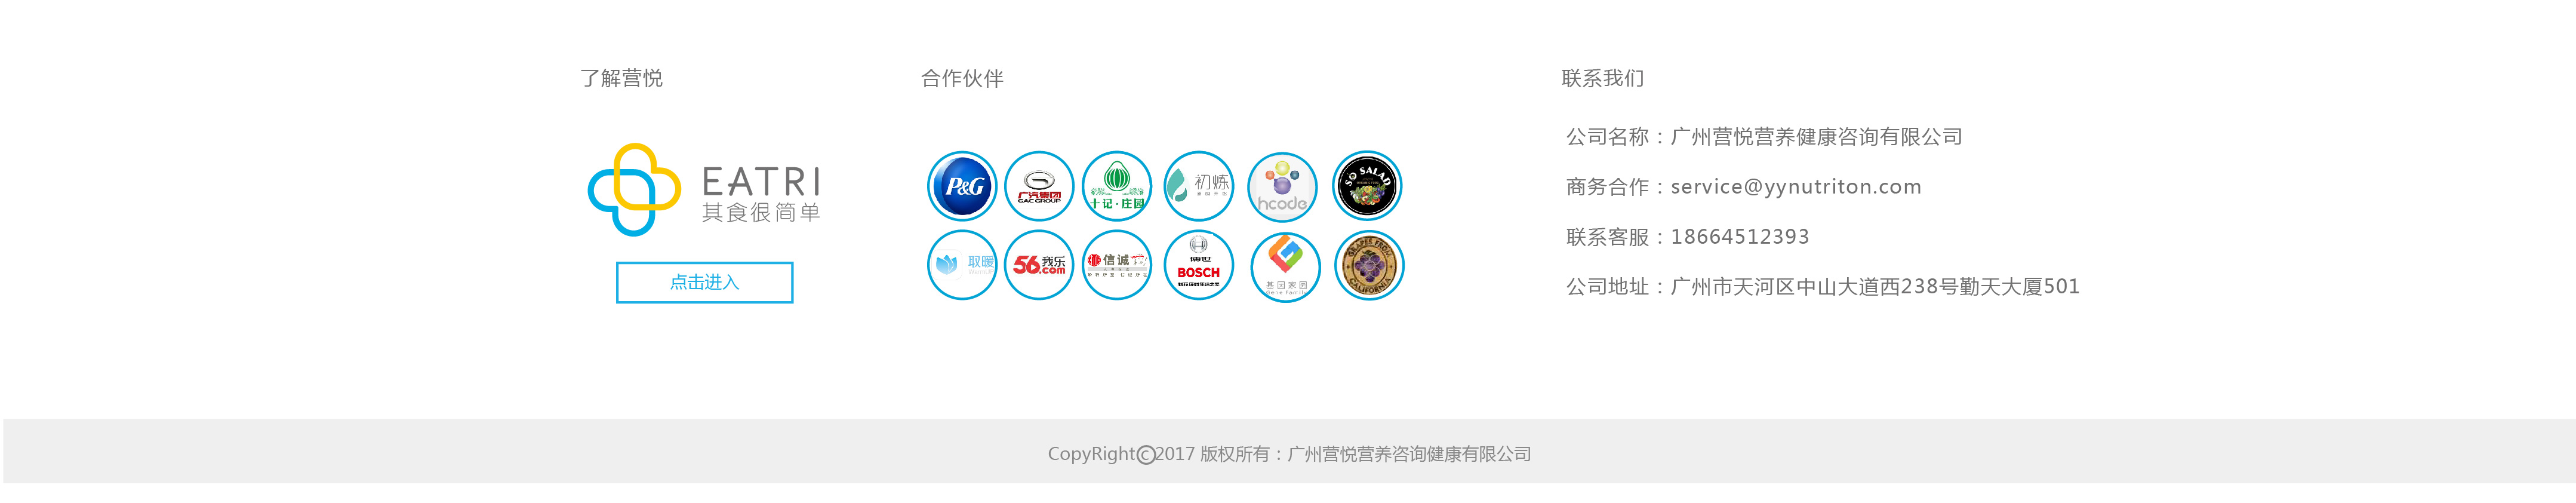 了解营悦
EATRI
其食很简单
点击进入
合作伙伴
P&G
广汽集团
GAC GROUP
十记·庄园
初炼
hcode
SO SALAD
取暖
56我乐
.com
信诚
BOSCH
基因家园
GRAPES FROM
CALIFORNIA
联系我们
公司名称：广州营悦营养健康咨询有限公司
商务合作：service@yynutriton.com
联系客服：18664512393
公司地址：广州市天河区中山大道西238号勤天大厦501
CopyRight©2017 版权所有：广州营悦营养咨询健康有限公司